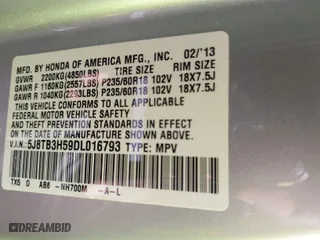 MFD. BY HONDA OF AMERICA MFG., INC. 02/'13
GVWR 2200KG(4850LBS) TIRE SIZE RIM SIZE
GAWR F 1160KG(2557LBS) P235/60R18 102V 18X7.5J
GAWR R 1040KG(2293LBS) P235/60R18 102V 18X7.5J
THIS VEHICLE CONFORMS TO ALL APPLICABLE
FEDERAL MOTOR VEHICLE SAFETY AND THEFT
PREVENTION STANDARDS IN EFFECT ON THE DATE
OF MANUFACTURE SHOWN ABOVE.
V.I.N.: 5J8TB3H59DL016793 TYPE: MPV
TX5 D AB6 -NH700M -A-L
DEALS AUTO AUCTION